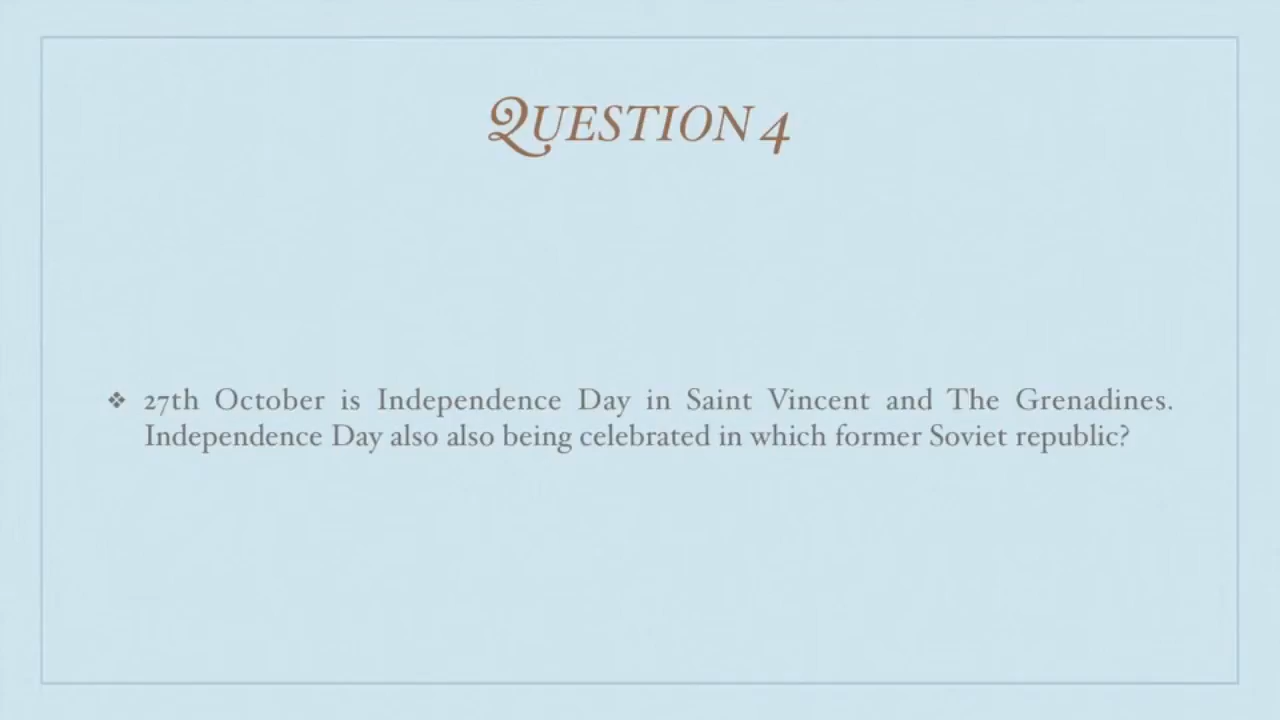 QUESTION 4
❖ 27th October is Independence Day in Saint Vincent and The Grenadines.
Independence Day also also being celebrated in which former Soviet republic?